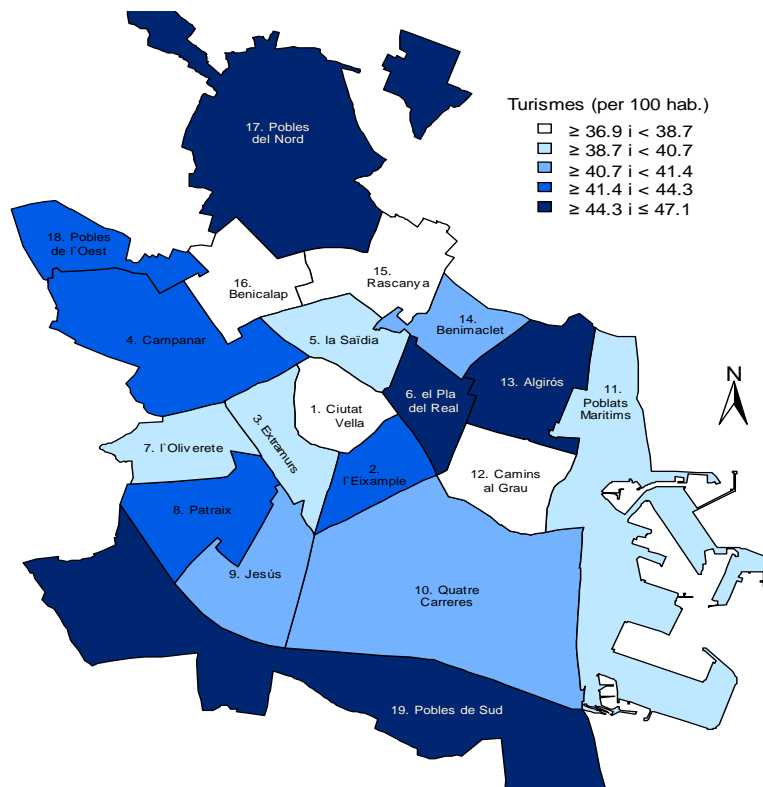 Turismes (per 100 hab.)
≥ 36.9 i < 38.7
≥ 38.7 i < 40.7
≥ 40.7 i < 41.4
≥ 41.4 i < 44.3
≥ 44.3 i ≤ 47.1
17. Pobles
del Nord
18. Pobles
de l`Oest
16.
Benicalap
15.
Rascanya
14.
Benimaclet
4. Campanar
5. la Saïdia
13. Algirós
6. el Pla
del Real
11.
Poblats
Maritims
N
1. Ciutat
Vella
3. Extramurs
7. l`Oliverete
2.
l`Eixample
12. Camins
al Grau
8. Patraix
9. Jesús
10. Quatre
Carreres
19. Pobles de Sud